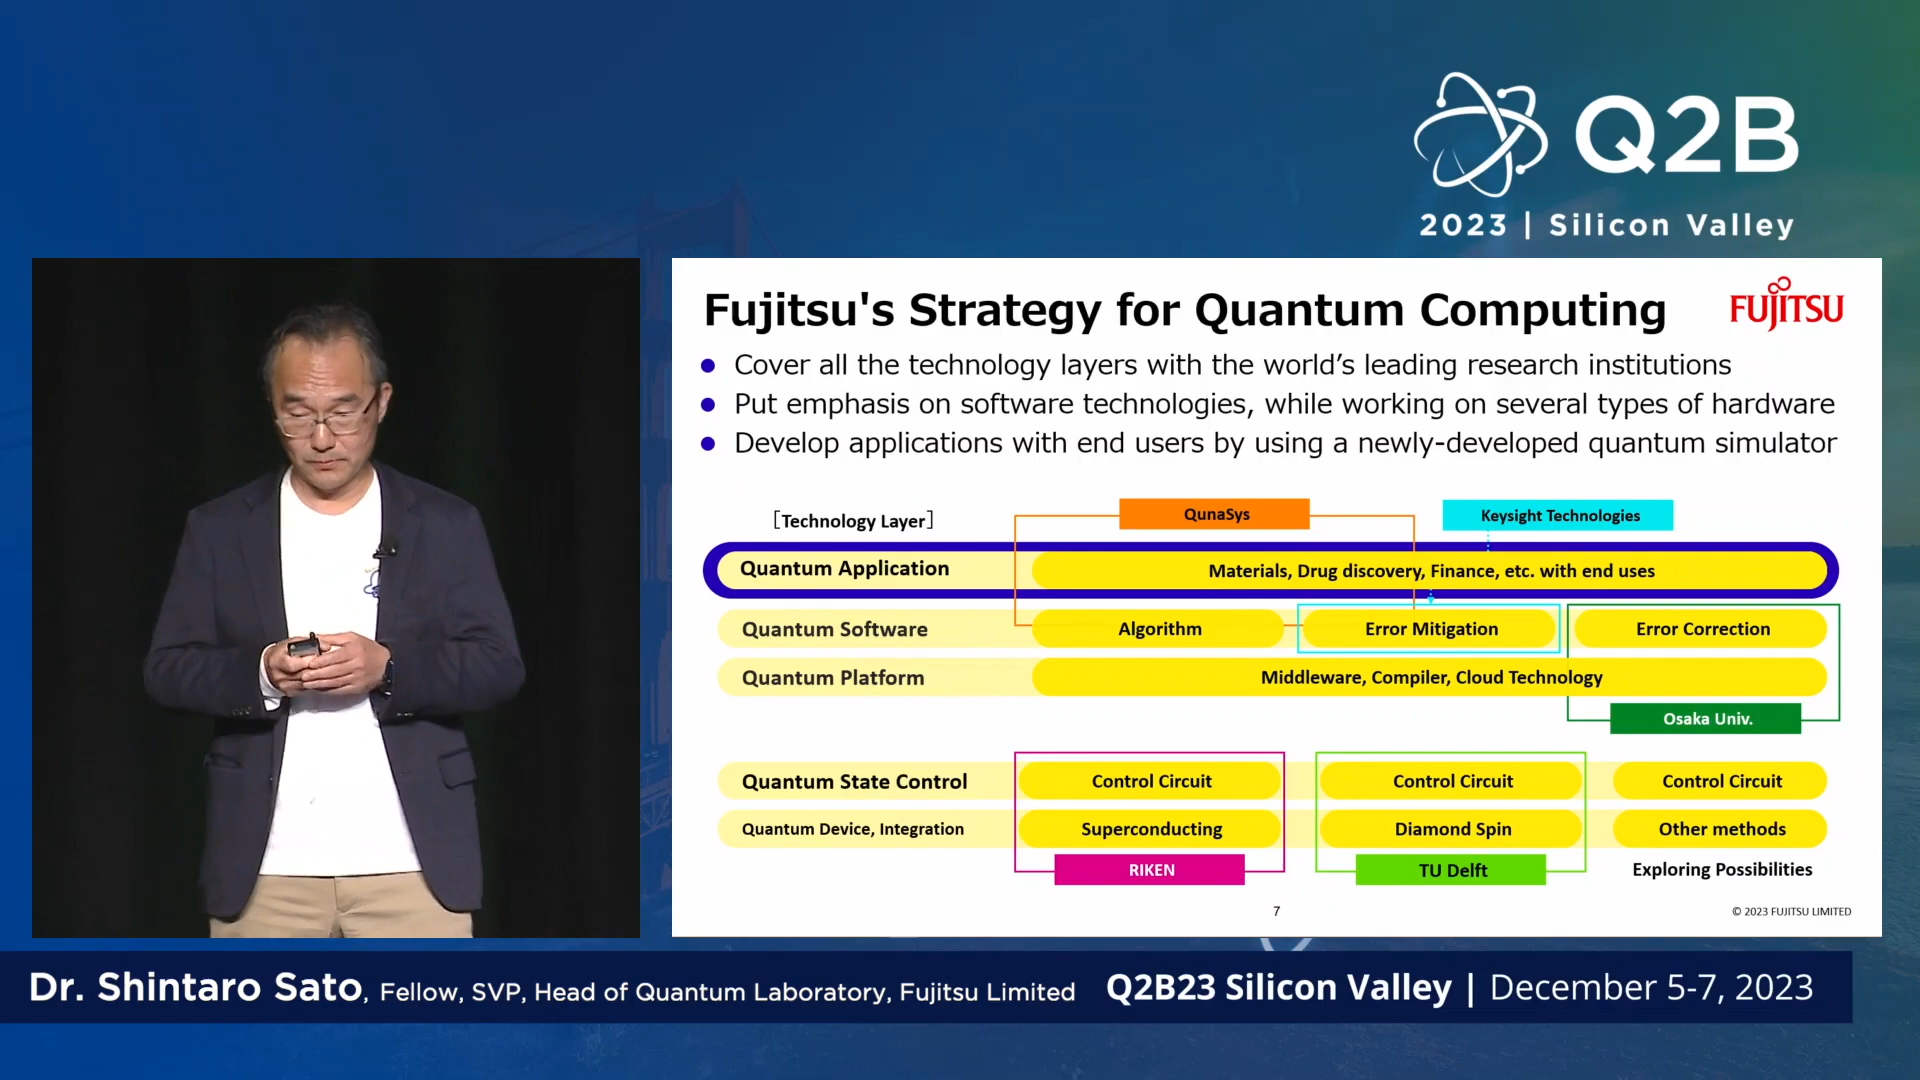 Q2B
2023 | Silicon Valley
Fujitsu's Strategy for Quantum Computing
FUJITSU
● Cover all the technology layers with the world’s leading research institutions
● Put emphasis on software technologies, while working on several types of hardware
● Develop applications with end users by using a newly-developed quantum simulator
[Technology Layer]
QunaSys
Keysight Technologies
Quantum Application
Materials, Drug discovery, Finance, etc. with end uses
Quantum Software
Algorithm
Error Mitigation
Error Correction
Quantum Platform
Middleware, Compiler, Cloud Technology
Osaka Univ.
Quantum State Control
Control Circuit
Control Circuit
Control Circuit
Quantum Device, Integration
Superconducting
Diamond Spin
Other methods
RIKEN
TU Delft
Exploring Possibilities
7
© 2023 FUJITSU LIMITED
Dr. Shintaro Sato, Fellow, SVP, Head of Quantum Laboratory, Fujitsu Limited
Q2B23 Silicon Valley | December 5-7, 2023